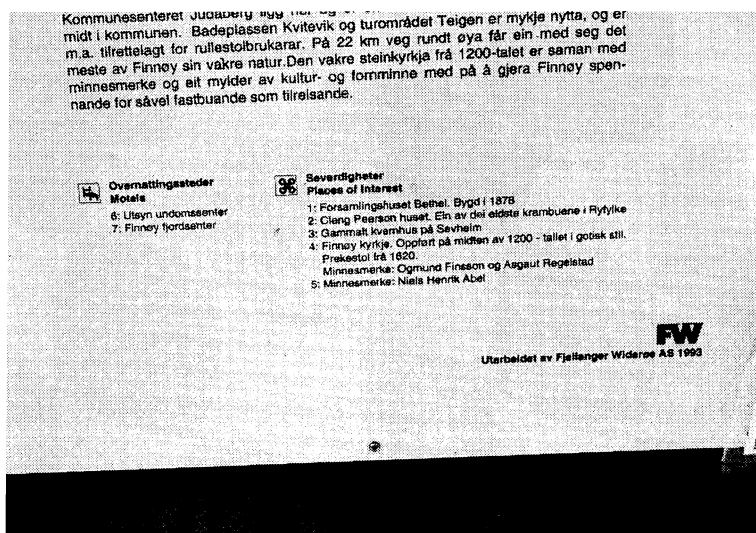 Kommunesenteret Judaberg ligg
midt i kommunen. Badeplassen Kvitevik og turområdet Teigen er mykje nytta, og er
m.a. tilrettelagt for rullestolbrukarar. På 22 km veg rundt øya får ein med seg det
meste av Finnøy sin vakre natur.Den vakre steinkyrkja frå 1200-talet er saman med
minnesmerke og eit mylder av kultur- og fornminne med på å gjera Finnøy spen-
nande for såvel fastbuande som tilreisande.
Overnattingssteder
Motels
6: Utsyn undomssenter
7: Finnøy fjordsenter
Severdigheter
Places of Interest
1: Forsamlingshuset Bethel. Bygd i 1878
2: Cleng Peerson huset. Ein av dei eldste krambuene i Ryfylke
3: Gammalt kvernhus på Sevheim
4: Finnøy kyrkje. Oppført på midten av 1200 - tallet i gotisk stil.
Prekestol frå 1620.
Minnesmerke: Ogmund Finsson og Asgaut Regelstad
5: Minnesmerke: Niels Henrik Abel
FW
Utarbeidet av Fjellanger Widerøe AS 1993